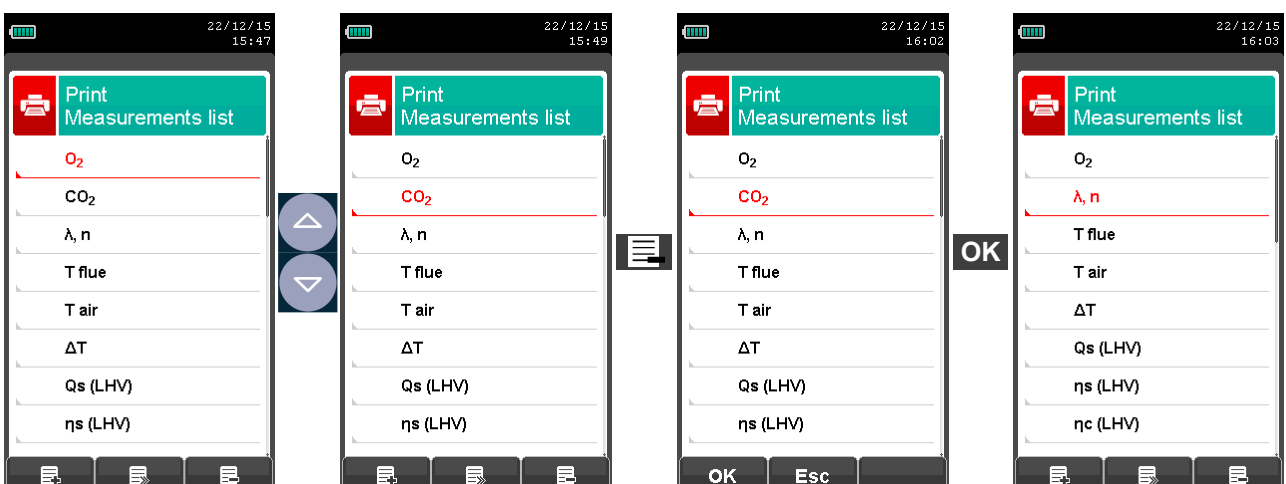 22/12/15
15:47
Print
Measurements list
O₂
CO₂
λ, n
T flue
T air
ΔT
Qs (LHV)
ηs (LHV)
22/12/15
15:49
Print
Measurements list
O₂
CO₂
λ, n
T flue
T air
ΔT
Qs (LHV)
ηs (LHV)
22/12/15
16:02
Print
Measurements list
O₂
CO₂
λ, n
T flue
T air
ΔT
Qs (LHV)
ηs (LHV)
OK Esc
OK
22/12/15
16:03
Print
Measurements list
O₂
λ, n
T flue
T air
ΔT
Qs (LHV)
ηs (LHV)
ηc (LHV)